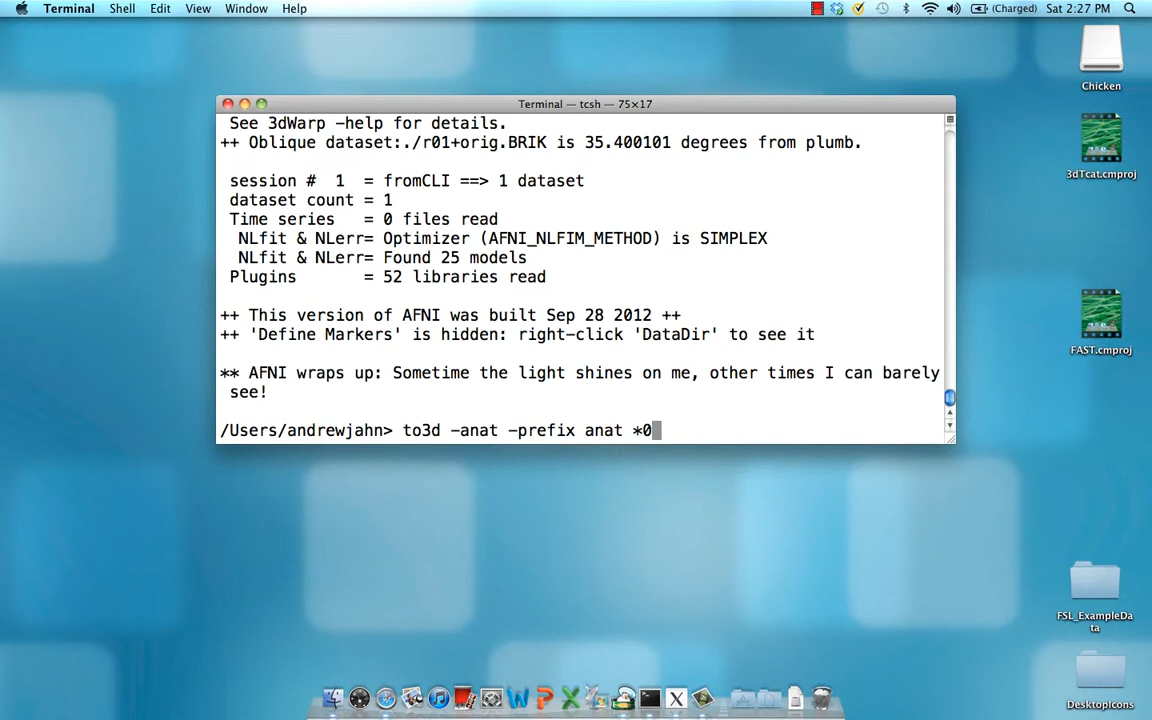 Terminal Shell Edit View Window Help (Charged) Sat 2:27 PM
Terminal — tcsh — 75×17
See 3dWarp -help for details.
++ Oblique dataset:./r01+orig.BRIK is 35.400101 degrees from plumb.
session # 1 = fromCLI ==> 1 dataset
dataset count = 1
Time series = 0 files read
NLfit & NLerr= Optimizer (AFNI_NLFIM_METHOD) is SIMPLEX
NLfit & NLerr= Found 25 models
Plugins = 52 libraries read
++ This version of AFNI was built Sep 28 2012 ++
++ 'Define Markers' is hidden: right-click 'DataDir' to see it
** AFNI wraps up: Sometime the light shines on me, other times I can barely
see!
/Users/andrewjahn> to3d -anat -prefix anat *0
Chicken
3dTcat.cmproj
FAST.cmproj
FSL_ExampleDa
ta
DesktopIcons